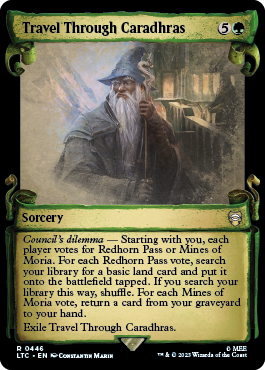 Travel Through Caradhras 5
Sorcery
Council's dilemma — Starting with you, each
player votes for Redhorn Pass or Mines of
Moria. For each Redhorn Pass vote, search
your library for a basic land card and put it
onto the battlefield tapped. If you search your
library this way, shuffle. For each Mines of
Moria vote, return a card from your graveyard
to your hand.
Exile Travel Through Caradhras.
R 0446
LTC • EN Constantin Marin
© MEE
™ & © 2023 Wizards of the Coast